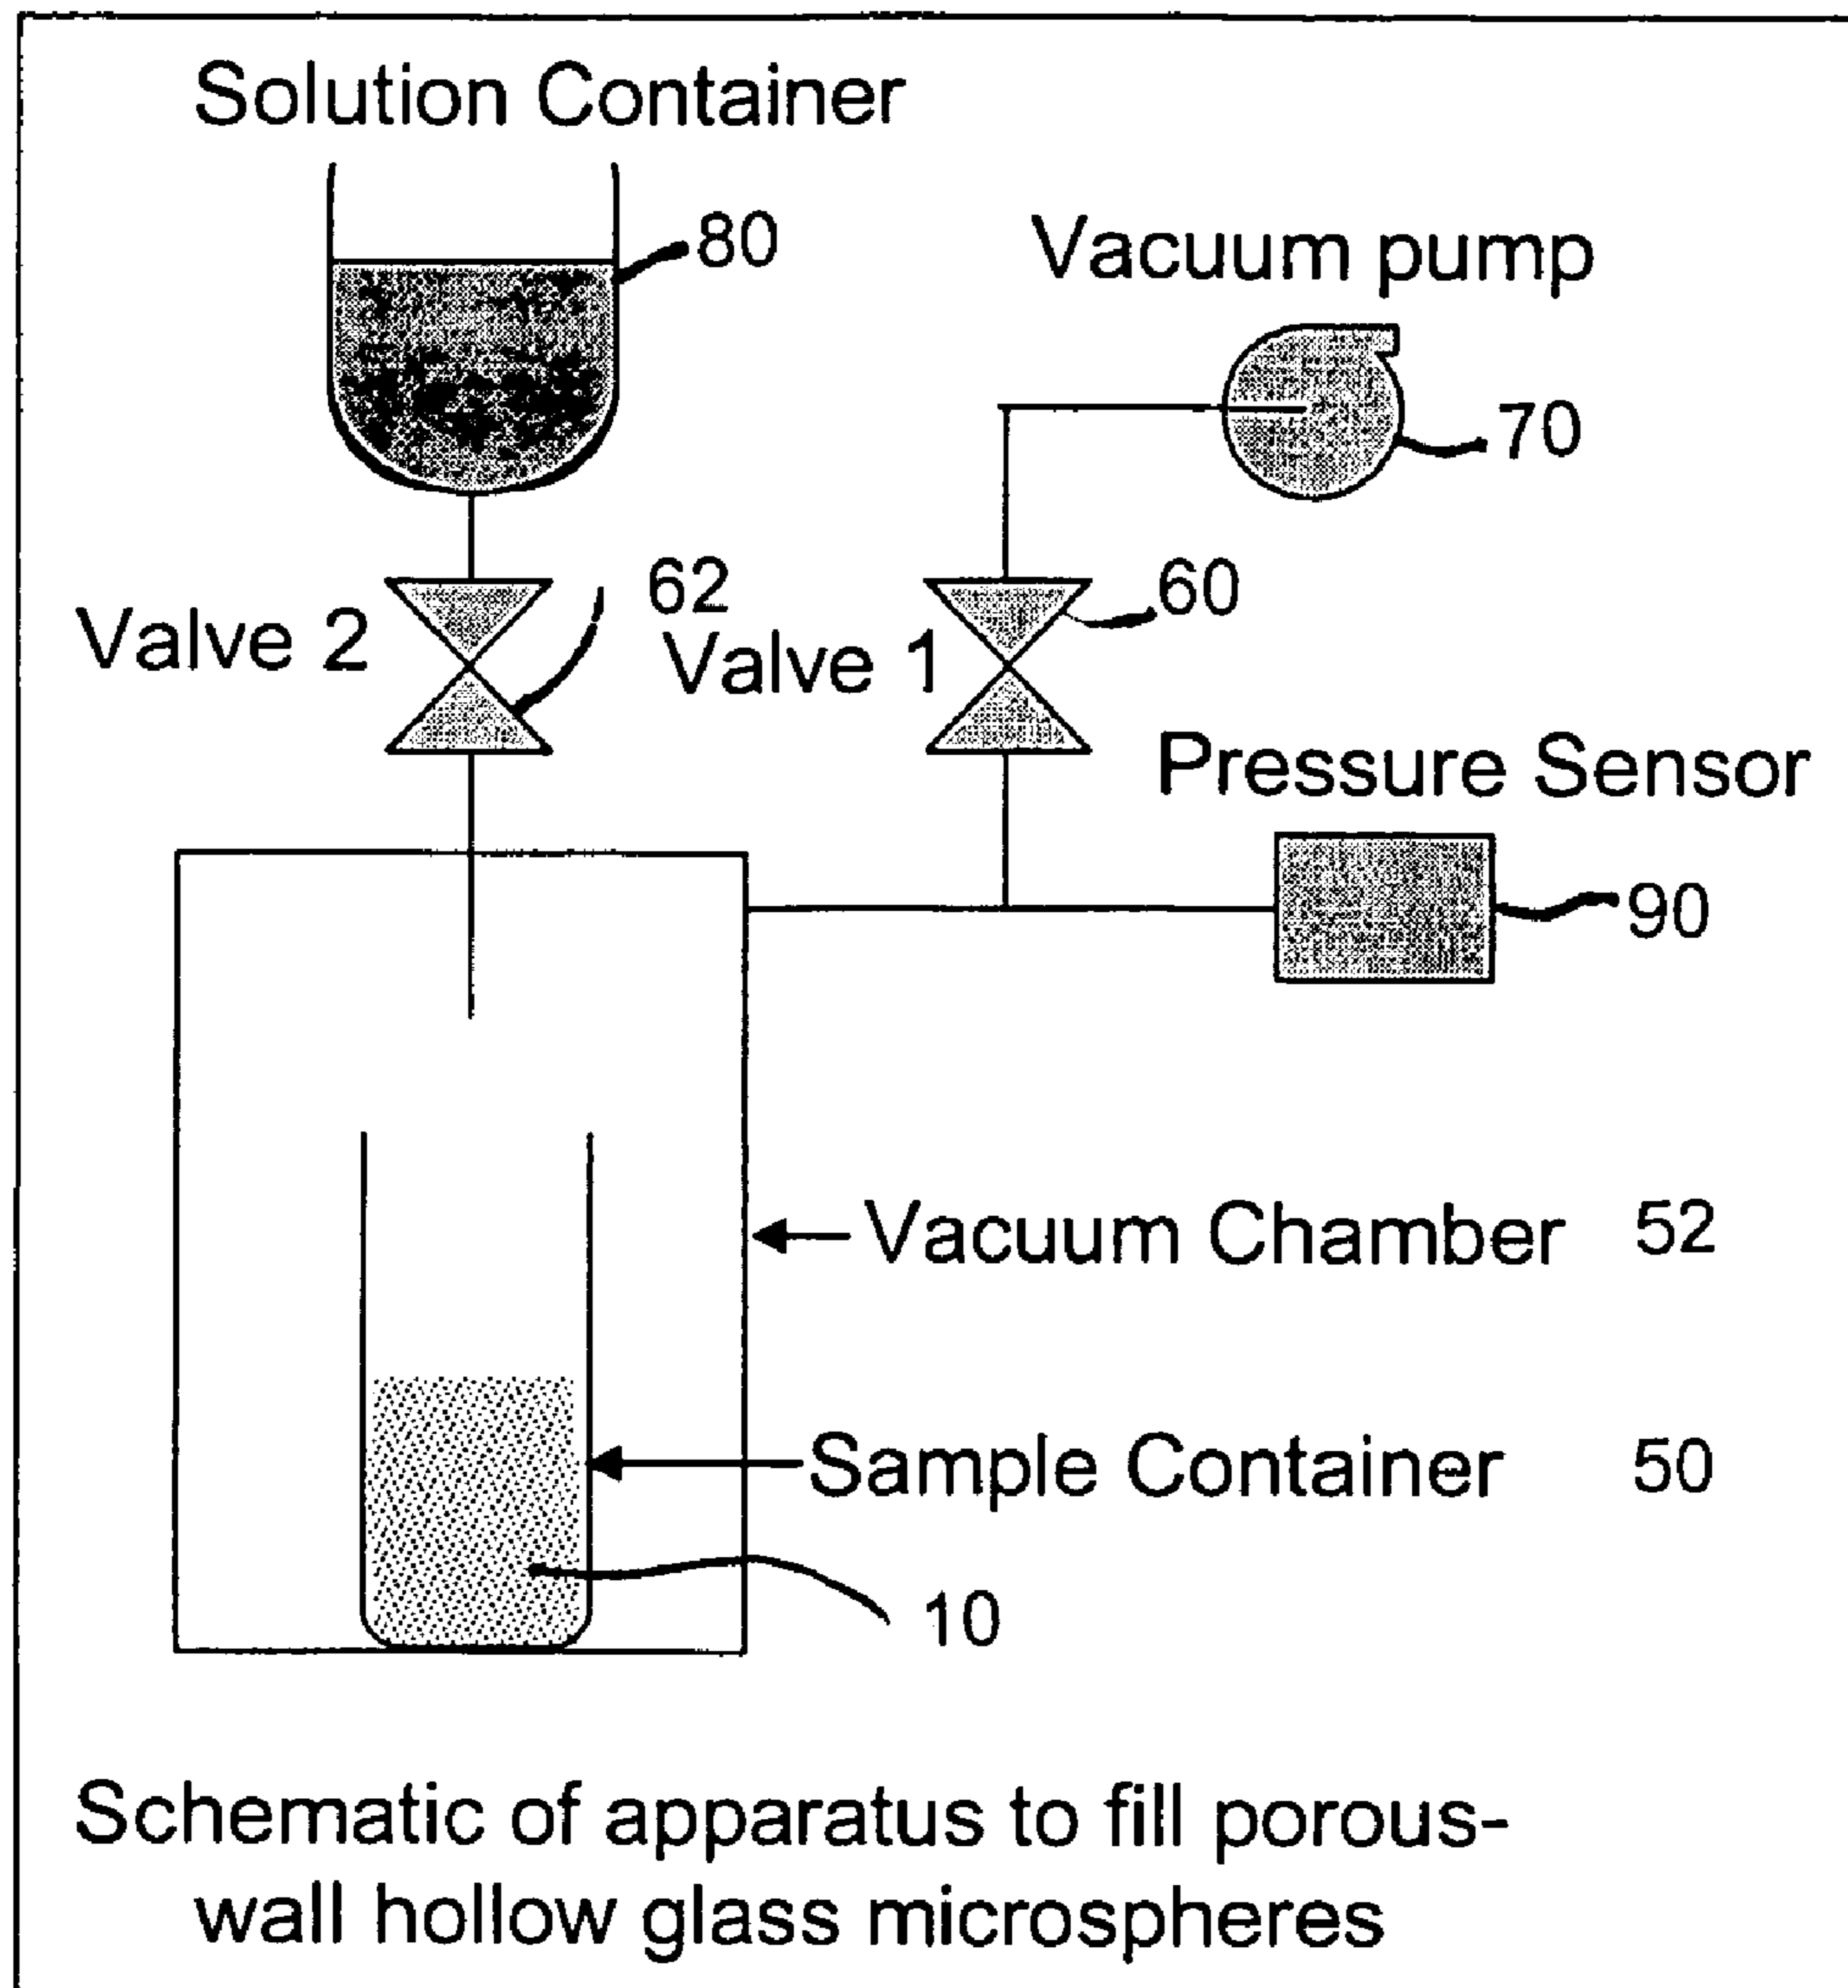 Solution Container
80
Vacuum pump
70
62
60
Valve 2
Valve 1
Pressure Sensor
90
Vacuum Chamber 52
Sample Container 50
10
Schematic of apparatus to fill porous-
wall hollow glass microspheres